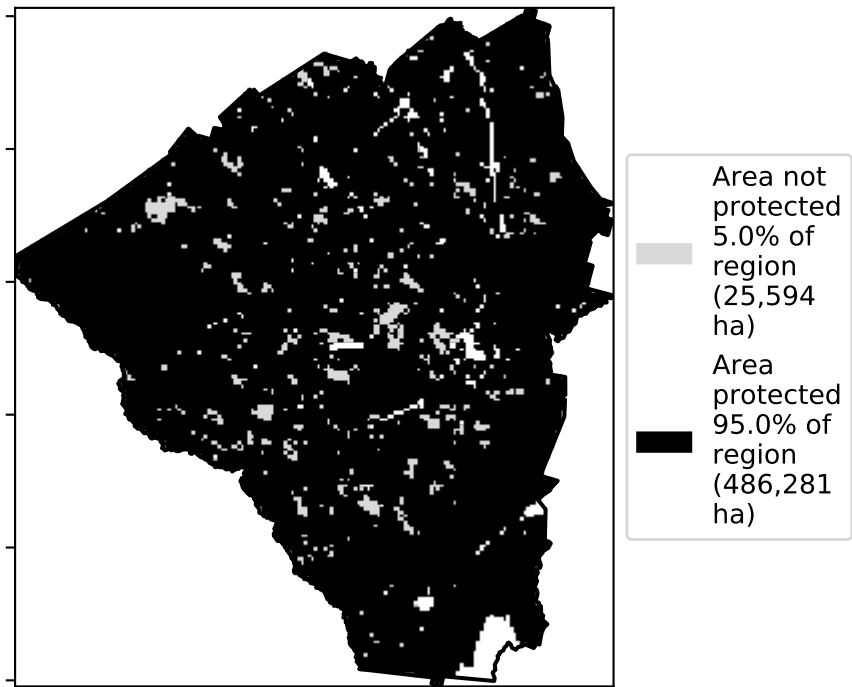 Area not
protected
5.0% of
region
(25,594
ha)
Area
protected
95.0% of
region
(486,281
ha)